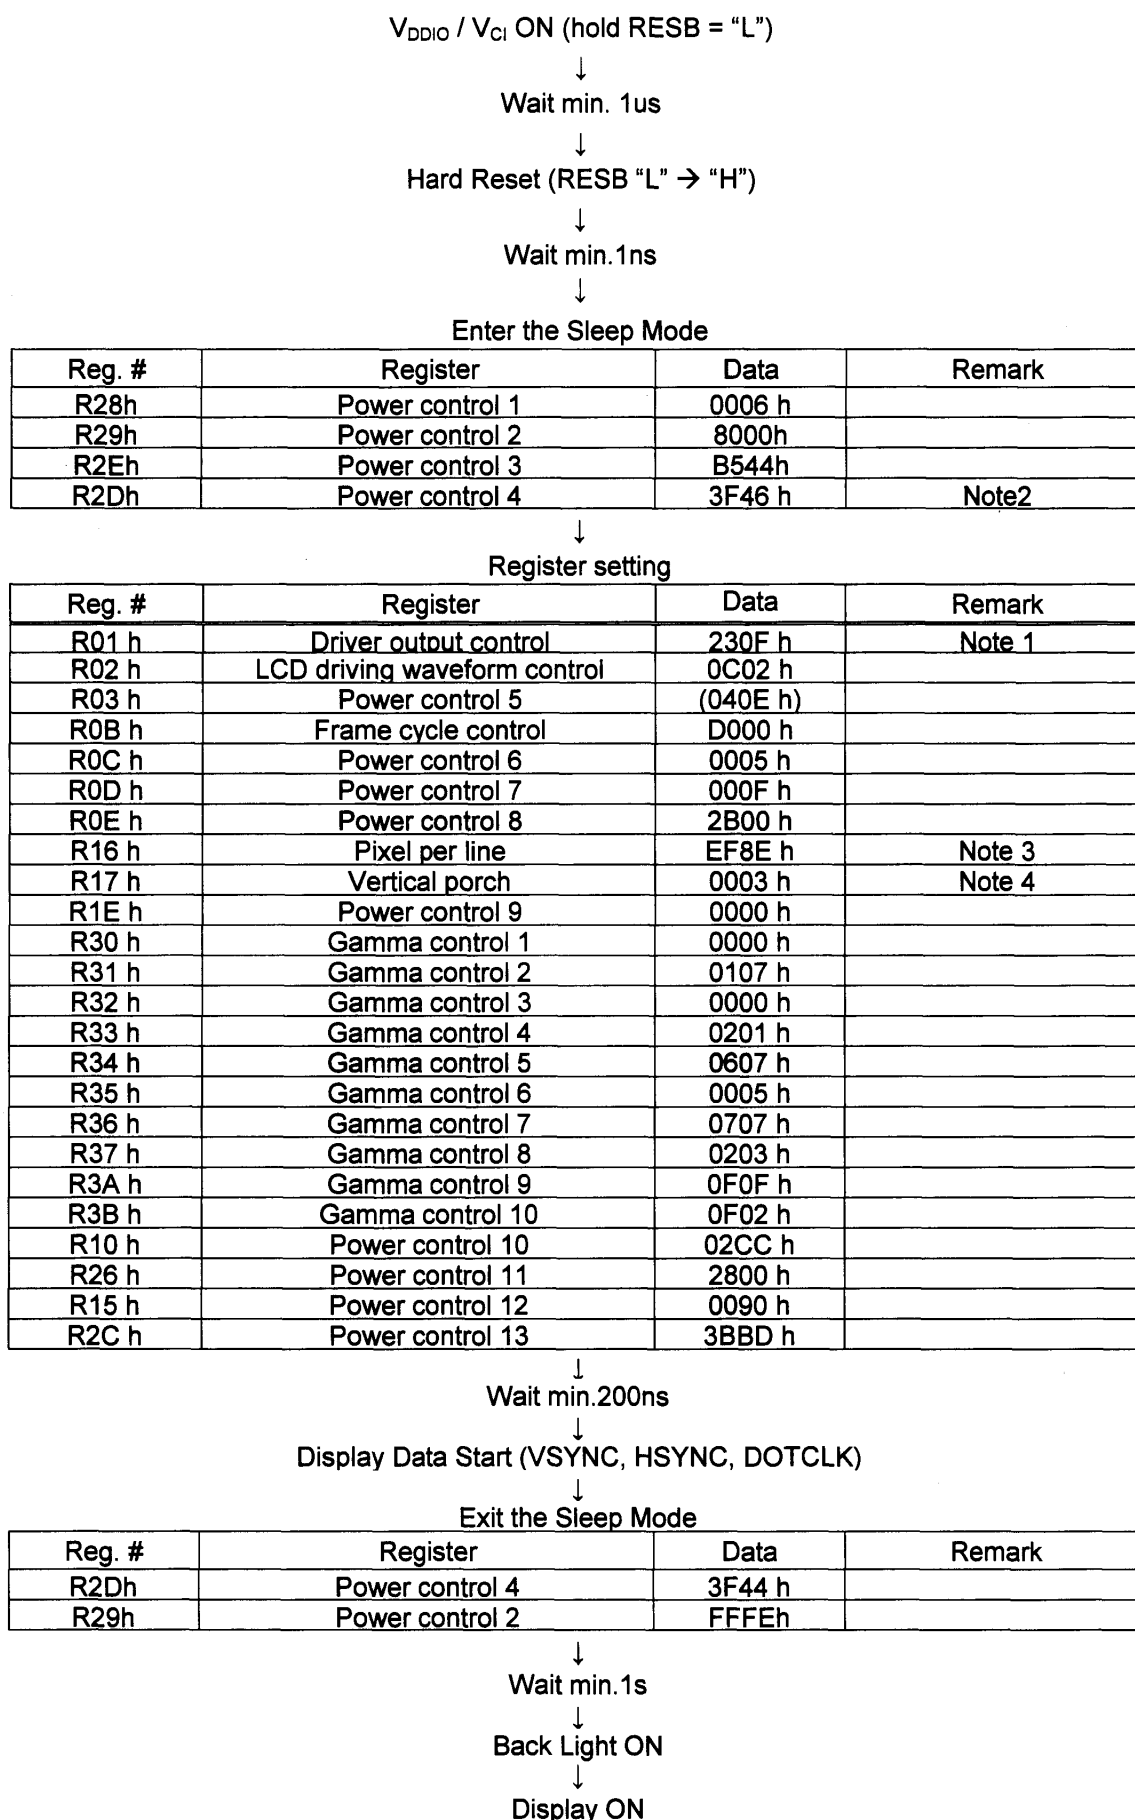 VDDIO / VCI ON (hold RESB = “L”)
↓
Wait min. 1us
↓
Hard Reset (RESB “L” → “H”)
↓
Wait min.1ns
↓
Enter the Sleep Mode
Reg. # Register Data Remark
R28h Power control 1 0006 h
R29h Power control 2 8000h
R2Eh Power control 3 B544h
R2Dh Power control 4 3F46 h Note2
↓
Register setting
Reg. # Register Data Remark
R01 h Driver output control 230F h Note 1
R02 h LCD driving waveform control 0C02 h
R03 h Power control 5 (040E h)
R0B h Frame cycle control D000 h
R0C h Power control 6 0005 h
R0D h Power control 7 000F h
R0E h Power control 8 2B00 h
R16 h Pixel per line EF8E h Note 3
R17 h Vertical porch 0003 h Note 4
R1E h Power control 9 0000 h
R30 h Gamma control 1 0000 h
R31 h Gamma control 2 0107 h
R32 h Gamma control 3 0000 h
R33 h Gamma control 4 0201 h
R34 h Gamma control 5 0607 h
R35 h Gamma control 6 0005 h
R36 h Gamma control 7 0707 h
R37 h Gamma control 8 0203 h
R3A h Gamma control 9 0F0F h
R3B h Gamma control 10 0F02 h
R10 h Power control 10 02CC h
R26 h Power control 11 2800 h
R15 h Power control 12 0090 h
R2C h Power control 13 3BBD h
↓
Wait min.200ns
↓
Display Data Start (VSYNC, HSYNC, DOTCLK)
↓
Exit the Sleep Mode
Reg. # Register Data Remark
R2Dh Power control 4 3F44 h
R29h Power control 2 FFFEh
↓
Wait min.1s
↓
Back Light ON
↓
Display ON